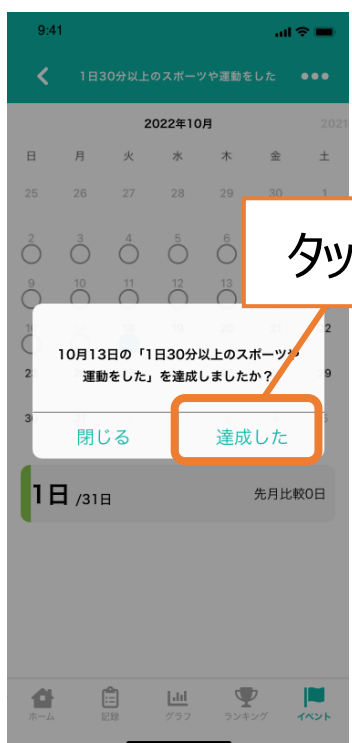 9:41
1日30分以上のスポーツや運動をした
2022年10月
2021
日 月 火 水 木 金 土
25 26 27 28 29 30 1
2 3 4 5 6
タッ
9 10 11 12 13
10月13日の「1日30分以上のスポーツや
運動をした」を達成しましたか？
閉じる 達成した
1日 /31日
先月比較0日
ホーム 記録 グラフ ランキング イベント